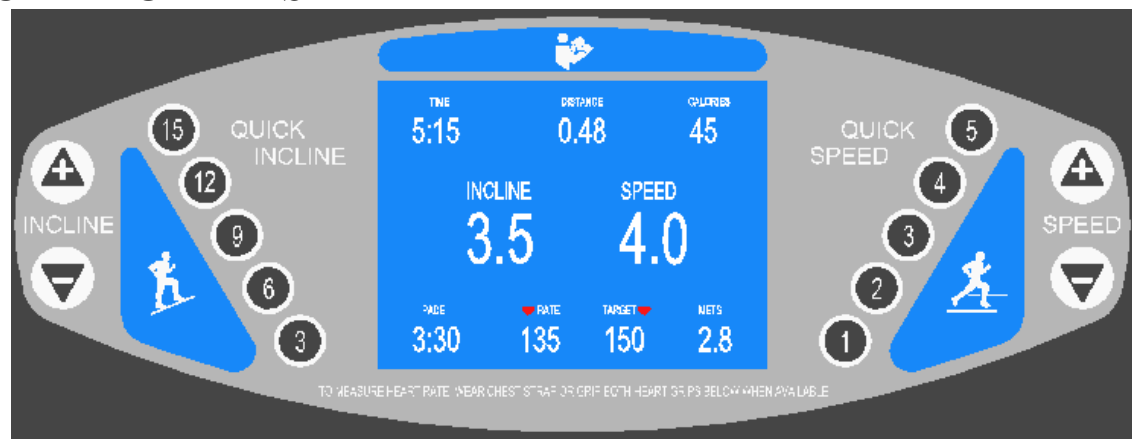 TIME DISTANCE CALORIES
5:15 0.48 45
INCLINE SPEED
3.5 4.0
PACE RATE TARGET METS
3:30 135 150 2.8
15 QUICK INCLINE
12
9
6
3
INCLINE
QUICK SPEED 5
4
3
2
1
SPEED
TO MEASURE HEART RATE, WEAR CHEST STRAP OR GRIP BOTH HEART GRIPS BELOW WHEN AVAILABLE